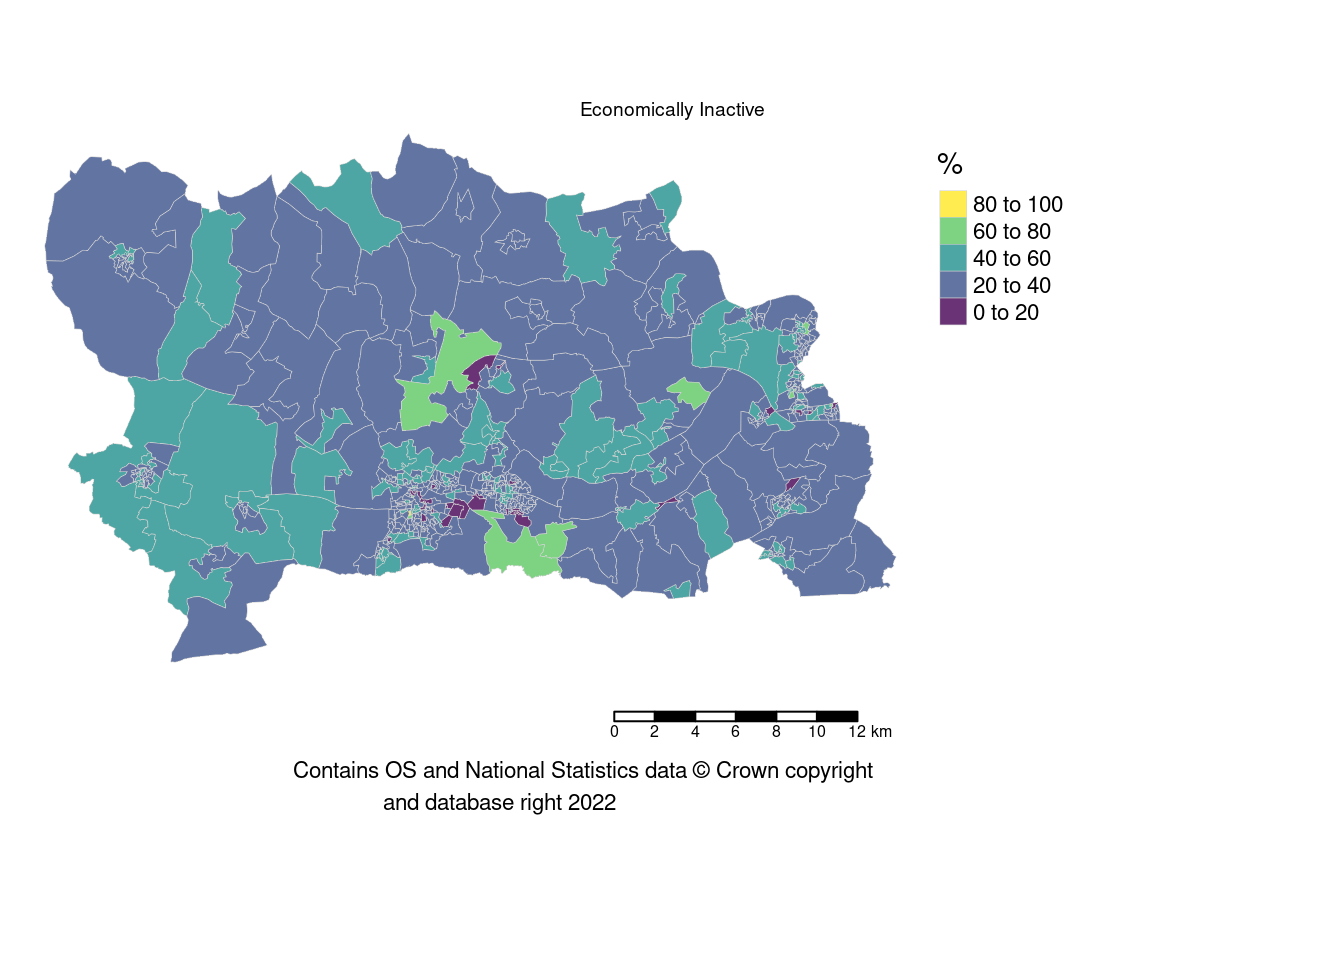 Economically Inactive
%
80 to 100
60 to 80
40 to 60
20 to 40
0 to 20
0 2 4 6 8 10 12 km
Contains OS and National Statistics data © Crown copyright
and database right 2022